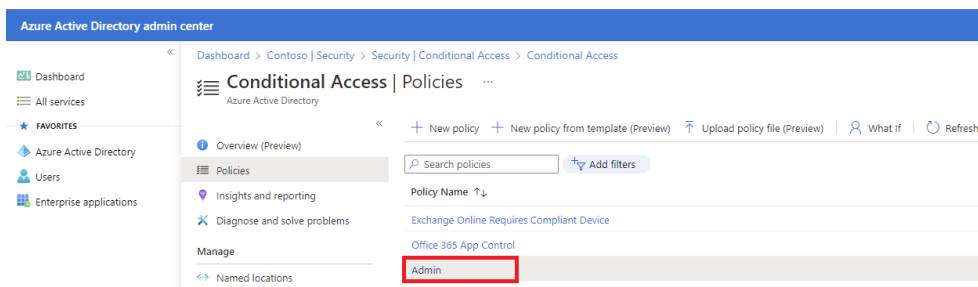 Azure Active Directory admin center
Dashboard > Contoso | Security > Security | Conditional Access > Conditional Access
Dashboard
All services
FAVORITES
Azure Active Directory
Users
Enterprise applications
Conditional Access | Policies ...
Azure Active Directory
Overview (Preview)
Policies
Insights and reporting
Diagnose and solve problems
Manage
Named locations
+ New policy + New policy from template (Preview) Upload policy file (Preview) What If Refresh
Search policies Add filters
Policy Name ↑↓
Exchange Online Requires Compliant Device
Office 365 App Control
Admin